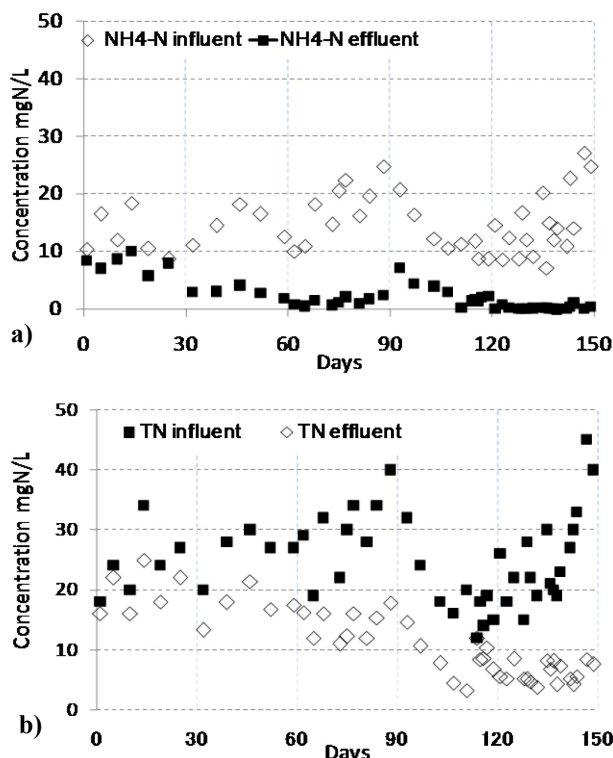 50
NH4-N influent NH4-N effluent
40
30
20
10
0
Concentration mgN/L
0 30 60 90 120 150
a)
Days
50
TN influent TN effluent
40
30
20
10
0
Concentration mgN/L
0 30 60 90 120 150
b)
Days